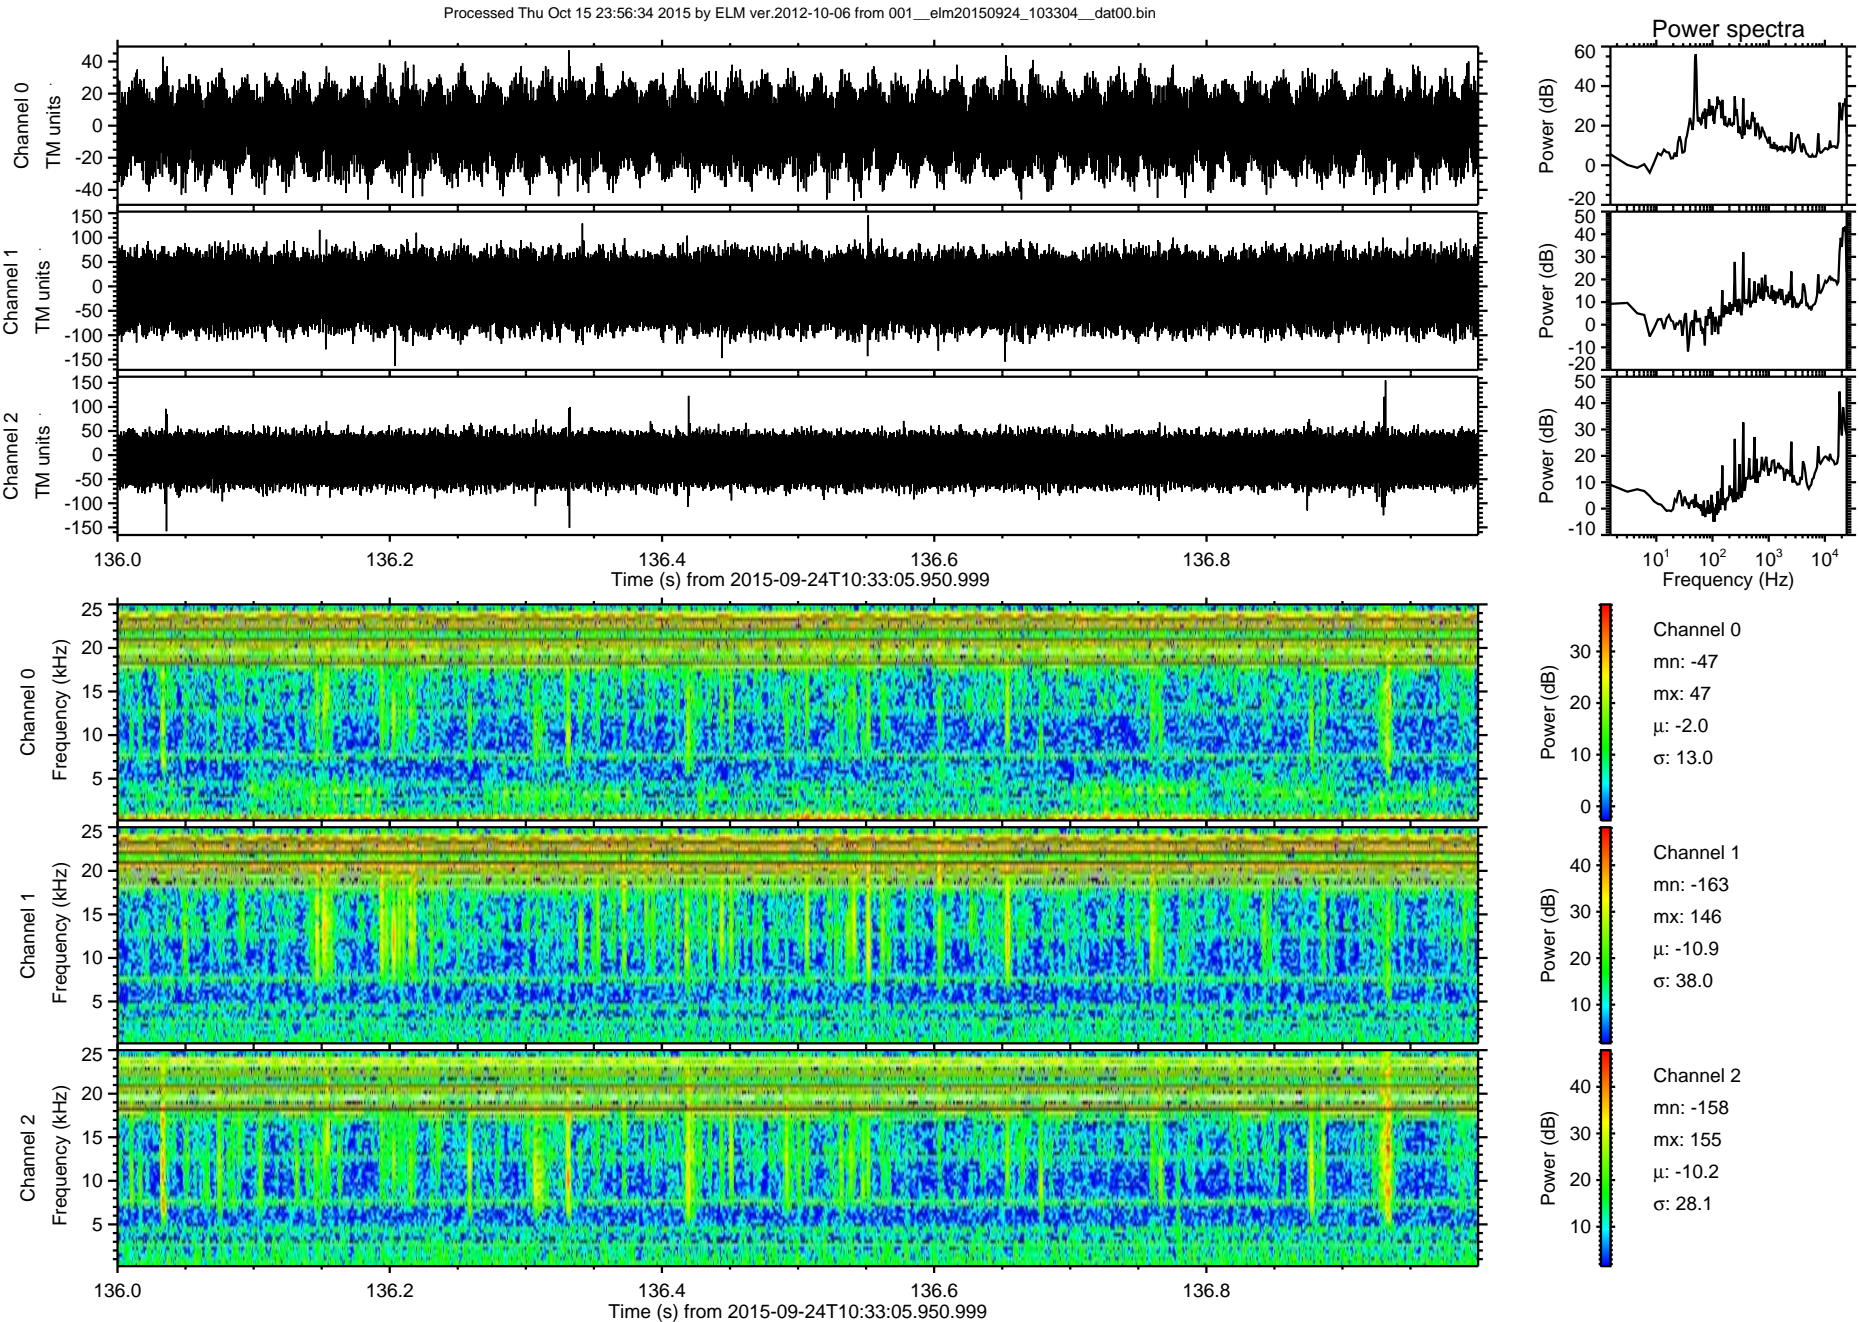 Processed Thu Oct 15 23:56:34 2015 by ELM ver.2012-10-06 from 001__elm20150924_103304__dat00.bin
Power spectra
Channel 0
TM units
40
20
0
-20
-40
Power (dB)
60
40
20
0
-20
Channel 1
TM units
150
100
50
0
-50
-100
-150
Power (dB)
50
40
30
20
10
0
-10
-20
Channel 2
TM units
150
100
50
0
-50
-100
-150
Power (dB)
50
40
30
20
10
0
-10
136.0 136.2 136.4 136.6 136.8
Time (s) from 2015-09-24T10:33:05.950.999
10^1 10^2 10^3 10^4
Frequency (Hz)
Channel 0
Frequency (kHz)
25
20
15
10
5
Power (dB)
30
20
10
0
Channel 0
mn: -47
mx: 47
μ: -2.0
σ: 13.0
Channel 1
Frequency (kHz)
25
20
15
10
5
Power (dB)
40
30
20
10
Channel 1
mn: -163
mx: 146
μ: -10.9
σ: 38.0
Channel 2
Frequency (kHz)
25
20
15
10
5
Power (dB)
40
30
20
10
Channel 2
mn: -158
mx: 155
μ: -10.2
σ: 28.1
136.0 136.2 136.4 136.6 136.8
Time (s) from 2015-09-24T10:33:05.950.999